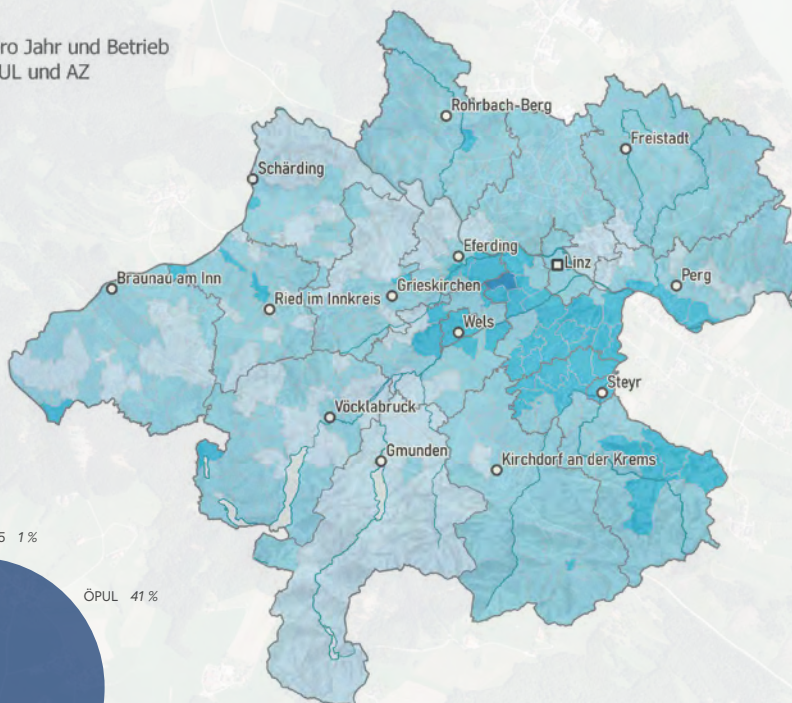 ro Jahr und Betrieb
UL und AZ
Rohrbach-Berg
Freistadt
Schärding
Eferding
Linz
Braunau am Inn
Grieskirchen
Perg
Ried im Innkreis
Wels
Steyr
Vöcklabruck
Gmunden
Kirchdorf an der Krems
1 %
ÖPUL 41 %